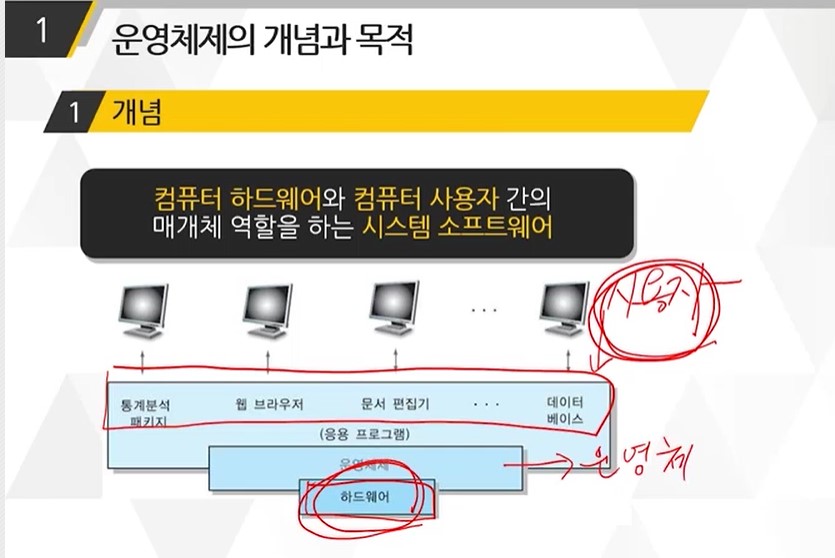 1 운영체제의 개념과 목적
1 개념
컴퓨터 하드웨어와 컴퓨터 사용자 간의
매개체 역할을 하는 시스템 소프트웨어
· · ·
사용자
통계분석
패키지
웹 브라우저
문서 편집기
· · ·
데이터
베이스
(응용 프로그램)
운영체제
운영체
하드웨어